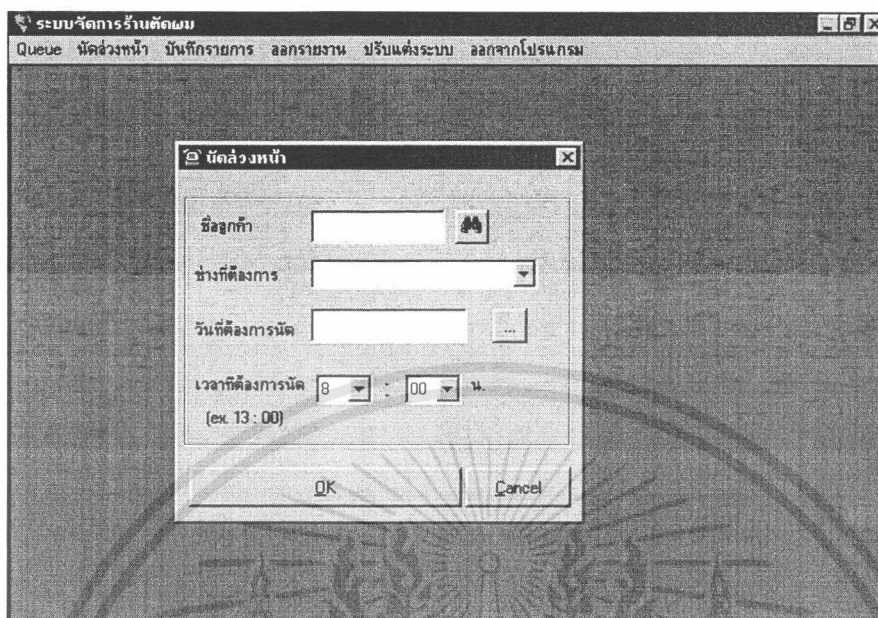 ระบบจัดการร้านตัดผม
Queue นัดล่วงหน้า บันทึกรายการ ออกรายงาน ปรับแต่งระบบ ออกจากโปรแกรม
นัดล่วงหน้า
ชื่อลูกค้า
ช่างที่ต้องการ
วันที่ต้องการนัด ...
เวลาที่ต้องการนัด 8 : 00 น.
(ex. 13 : 00)
OK Cancel